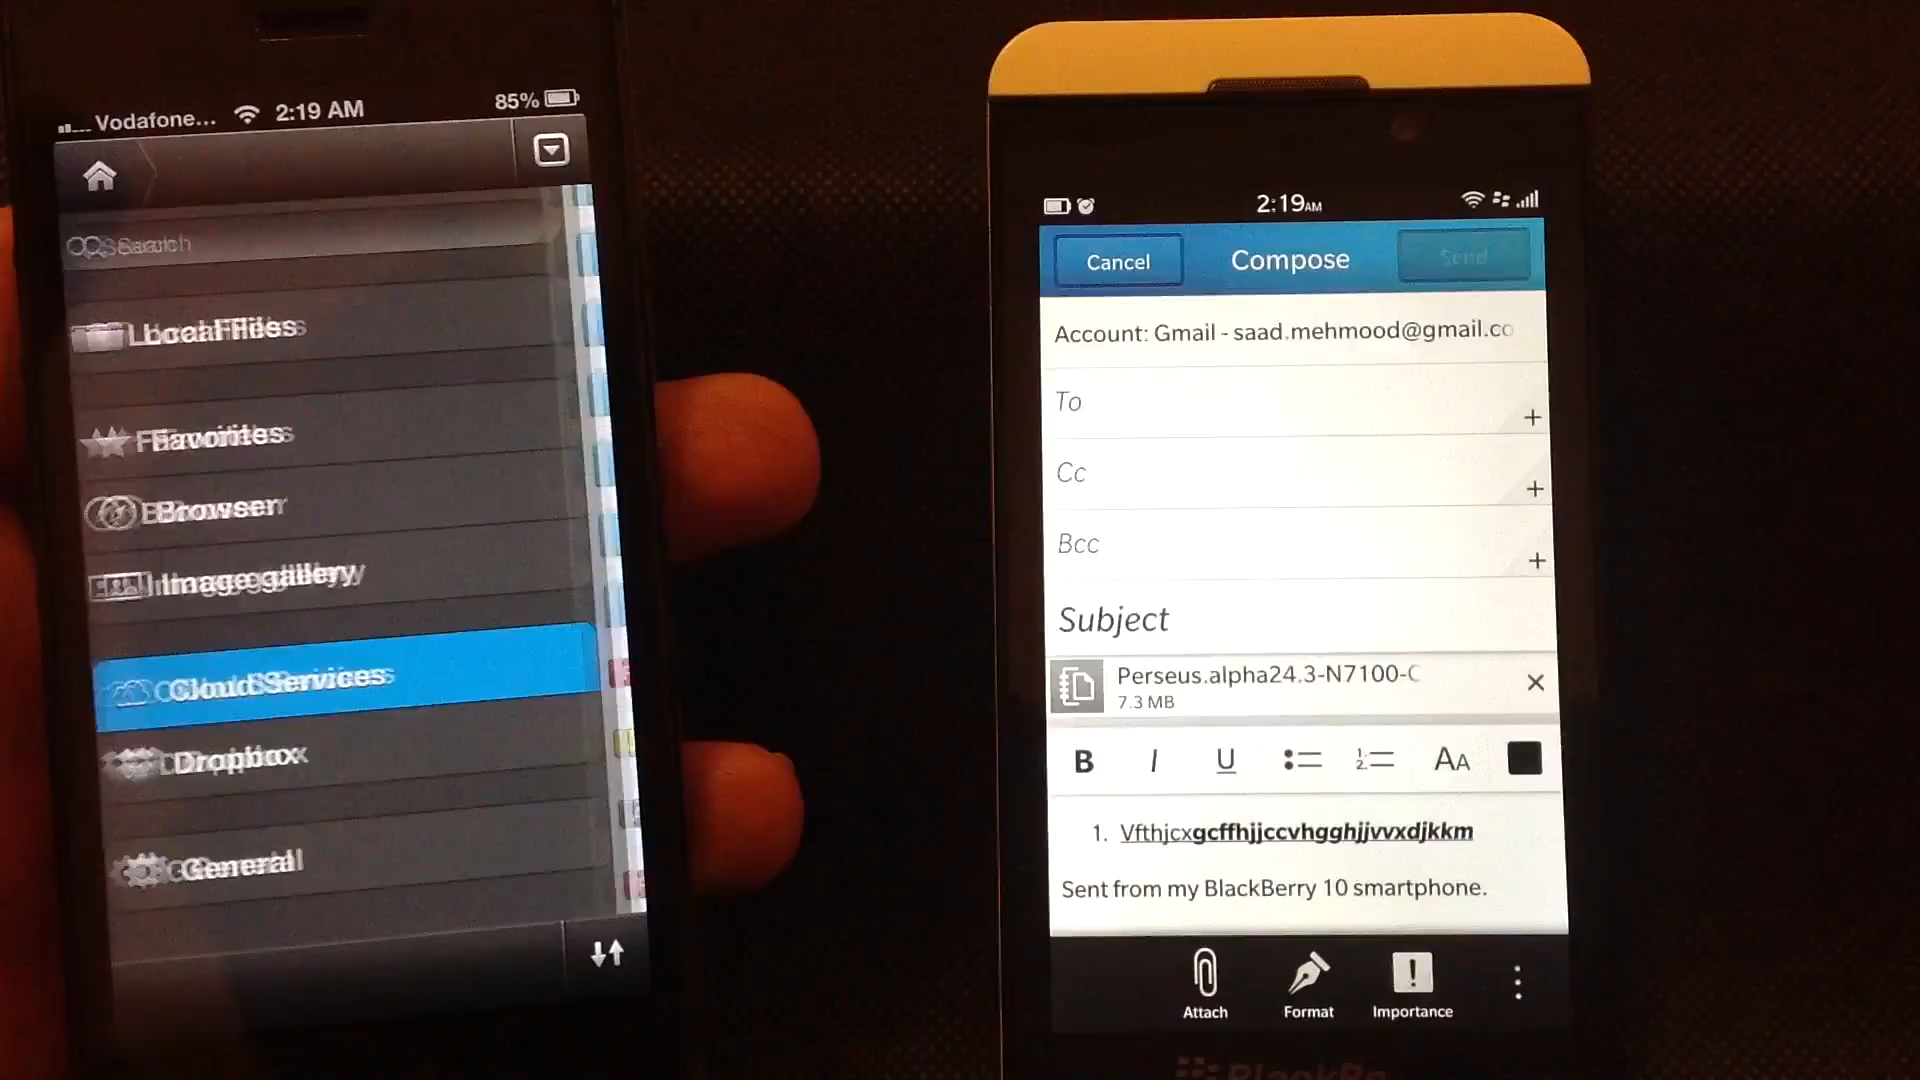 Vodafone... 2:19 AM 85%
Search
Local Files
Favorites
Browser
Image gallery
Cloud Services
Dropbox
General
2:19AM
Cancel Compose Send
Account: Gmail - saad.mehmood@gmail.co
To
Cc
Bcc
Subject
Perseus.alpha24.3-N7100-C
7.3 MB
B I U AA
1. Vfthjcxgcffhjjccvhgghjjvvxdjkkm
Sent from my BlackBerry 10 smartphone.
Attach Format Importance
BlackBe